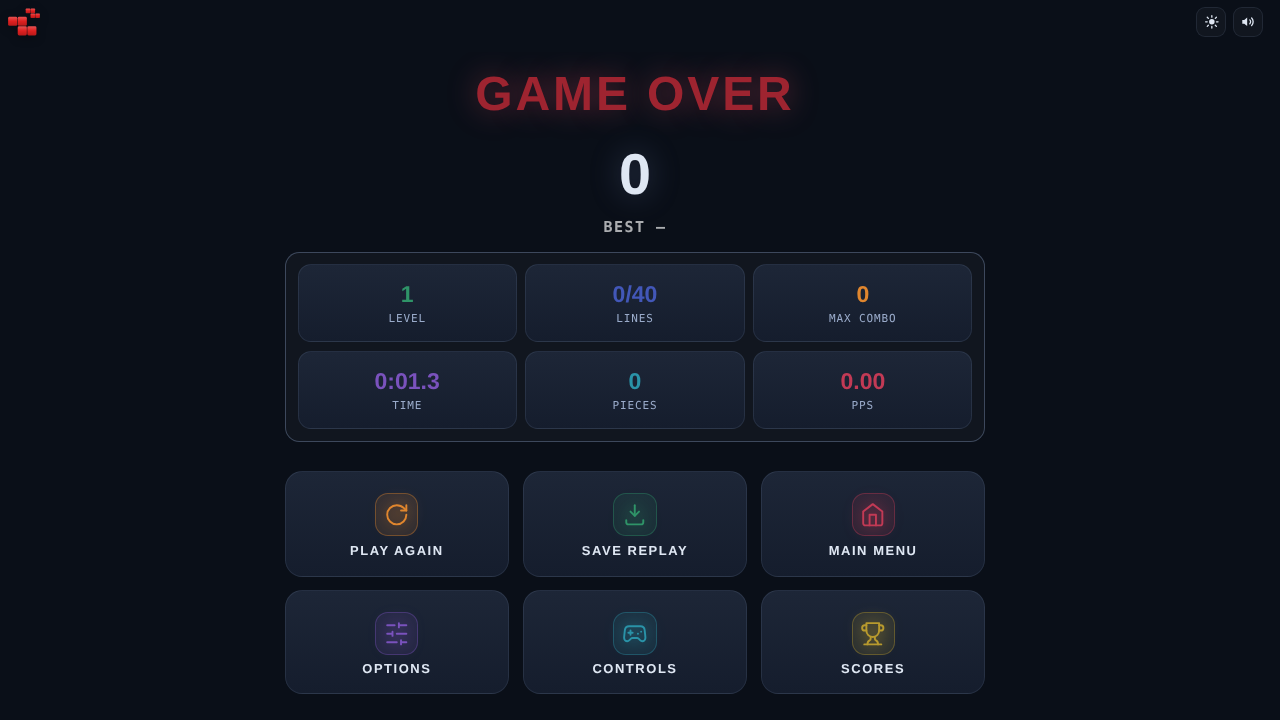 GAME OVER
0
BEST —
1
LEVEL
0/40
LINES
0
MAX COMBO
0:01.3
TIME
0
PIECES
0.00
PPS
PLAY AGAIN
SAVE REPLAY
MAIN MENU
OPTIONS
CONTROLS
SCORES